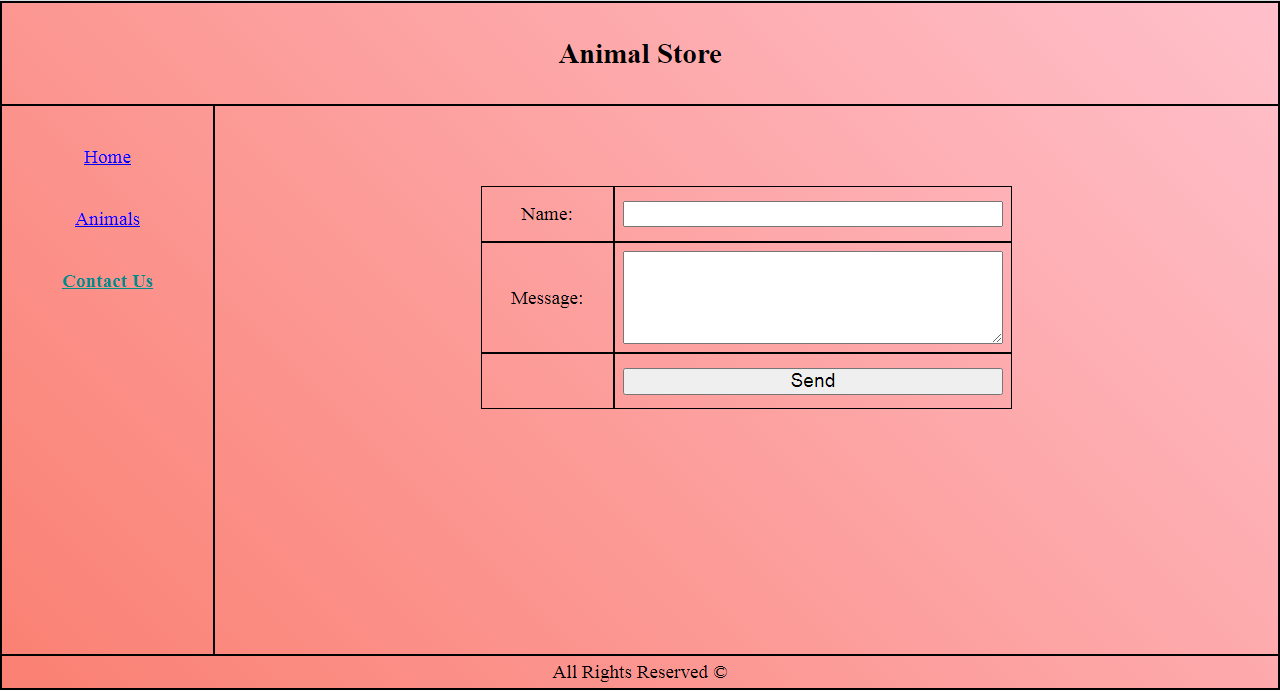 Animal Store
Home
Animals
Contact Us
Name:
Message:
Send
All Rights Reserved ©